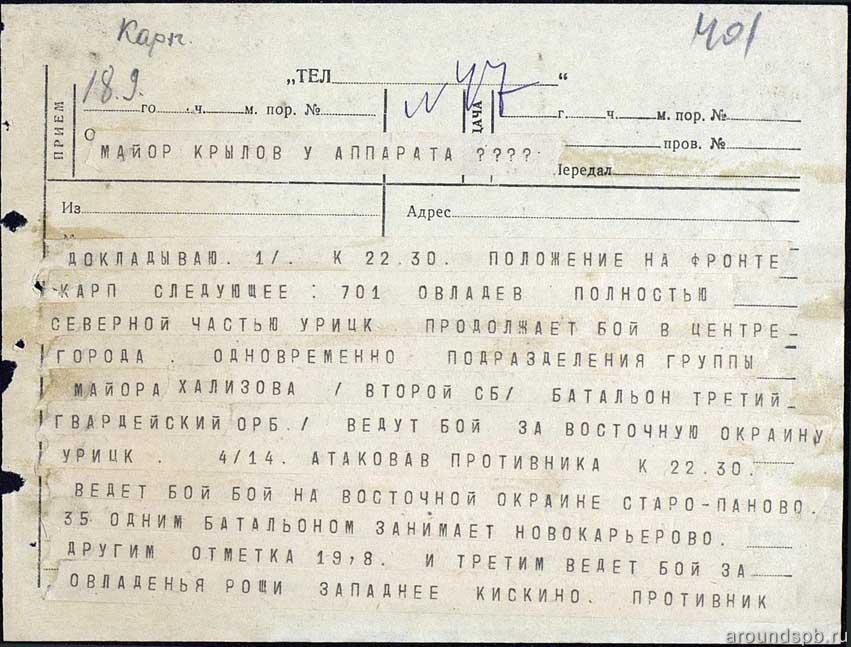 Карп.
401
18.9.
„ТЕЛ“
N 47
го ч. м. пор. №
г. ч. м. пор. №
ПРИЕМ
ДАЧА
пров. №
О
МАЙОР КРЫЛОВ У АППАРАТА ????
Передал
Из
Адрес
ДОКЛАДЫВАЮ. 1/. К 22.30. ПОЛОЖЕНИЕ НА ФРОНТЕ
КАРП СЛЕДУЮЩЕЕ : 701 ОВЛАДЕВ ПОЛНОСТЬЮ
СЕВЕРНОЙ ЧАСТЬЮ УРИЦК . ПРОДОЛЖАЕТ БОЙ В ЦЕНТРЕ
ГОРОДА . ОДНОВРЕМЕННО ПОДРАЗДЕЛЕНИЯ ГРУППЫ
МАЙОРА ХАЛИЗОВА / ВТОРОЙ СБ/ БАТАЛЬОН ТРЕТИЙ
ГВАРДЕЙСКИЙ ОРБ./ ВЕДУТ БОЙ ЗА ВОСТОЧНУЮ ОКРАИНУ
УРИЦК . 4/14. АТАКОВАВ ПРОТИВНИКА К 22.30.
ВЕДЕТ БОЙ БОЙ НА ВОСТОЧНОЙ ОКРАИНЕ СТАРО-ПАНОВО.
35 ОДНИМ БАТАЛЬОНОМ ЗАНИМАЕТ НОВОКАРЬЕРОВО.
ДРУГИМ ОТМЕТКА 19,8. И ТРЕТИМ ВЕДЕТ БОЙ ЗА
ОВЛАДЕНЬЯ РОЩИ ЗАПАДНЕЕ КИСКИНО. ПРОТИВНИК
aroundspb.ru